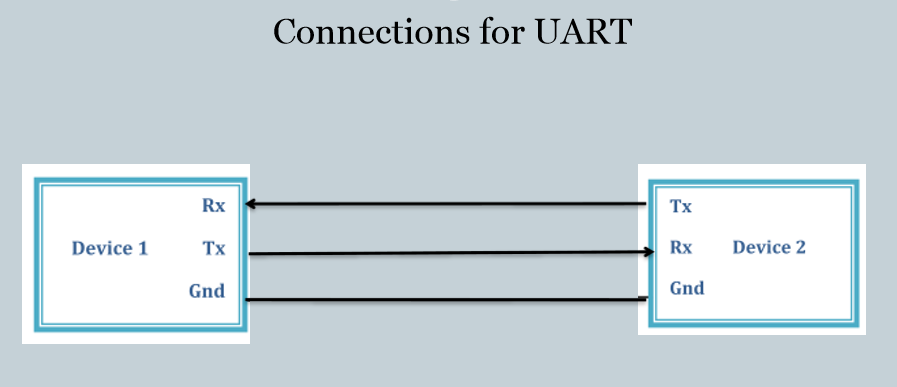 Connections for UART
Rx
Device 1 Tx
Gnd
Tx
Rx Device 2
Gnd